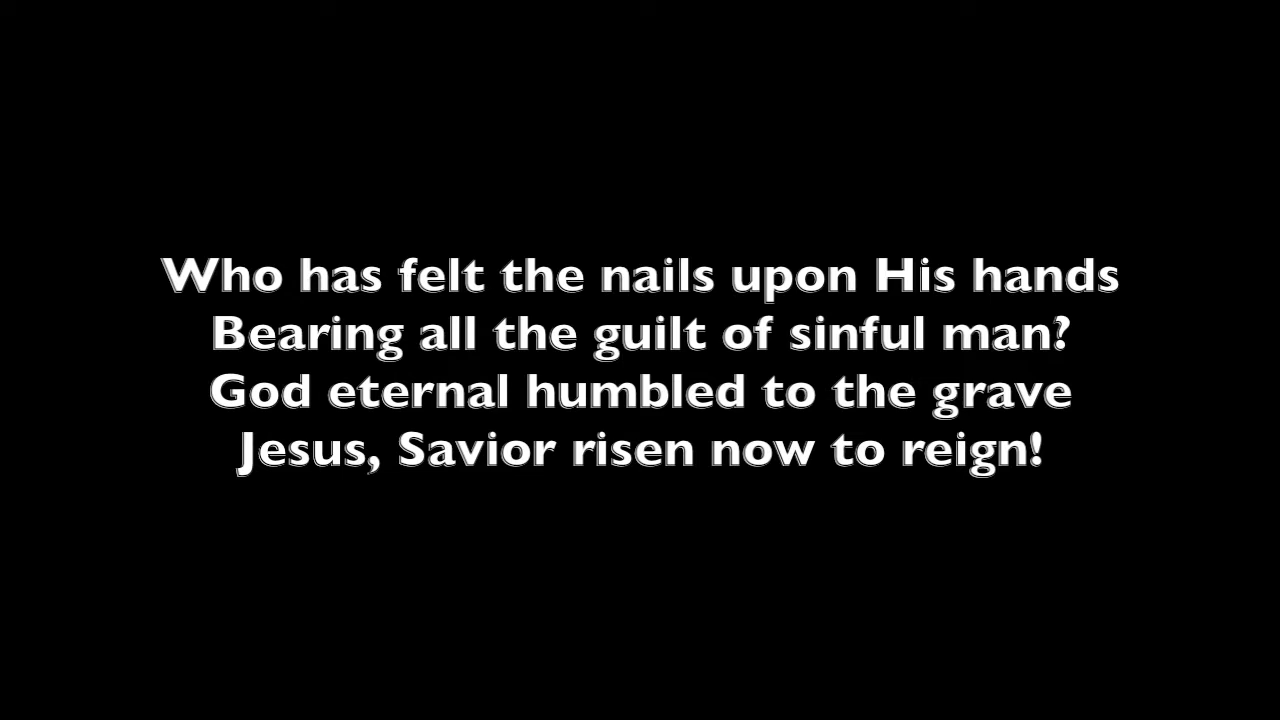 Who has felt the nails upon His hands
Bearing all the guilt of sinful man?
God eternal humbled to the grave
Jesus, Savior risen now to reign!